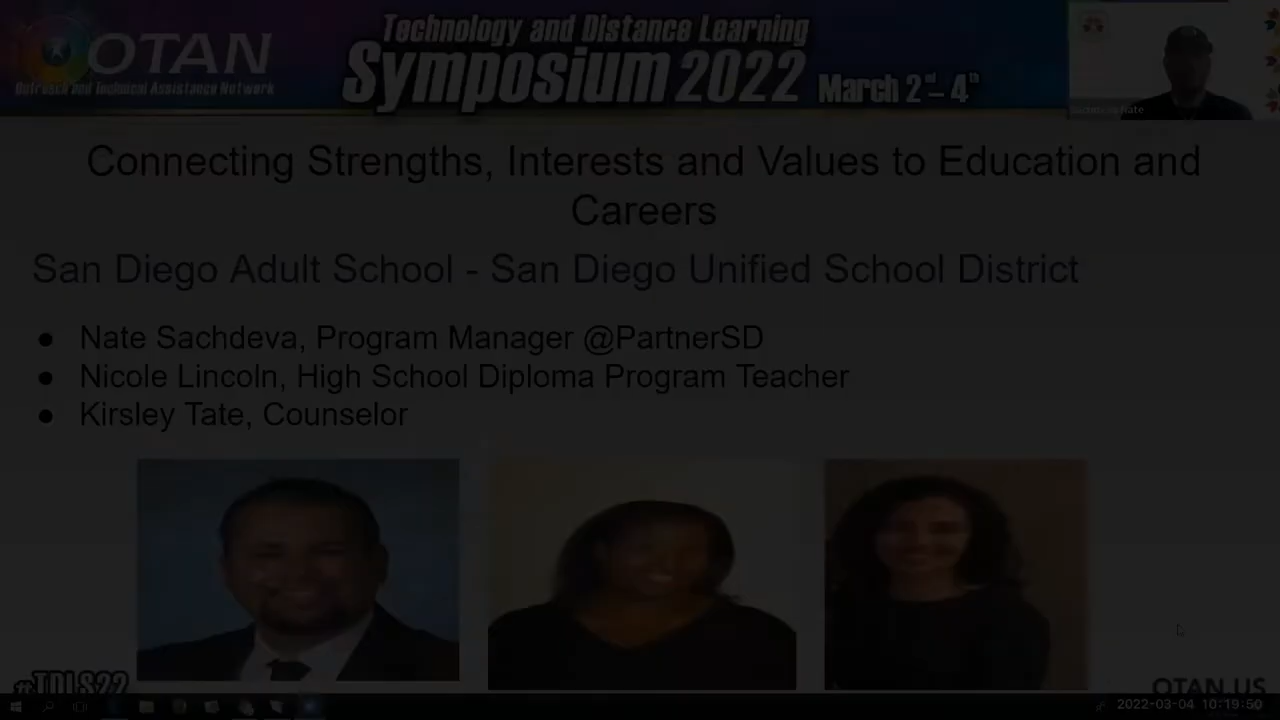 OTAN
Outreach and Technical Assistance Network
Technology and Distance Learning
Symposium 2022 March 2nd – 4th
Connecting Strengths, Interests and Values to Education and
Careers
San Diego Adult School - San Diego Unified School District
● Nate Sachdeva, Program Manager @PartnerSD
● Nicole Lincoln, High School Diploma Program Teacher
● Kirsley Tate, Counselor
#TDLS22
OTAN.US
2022-03-04 10:19:50